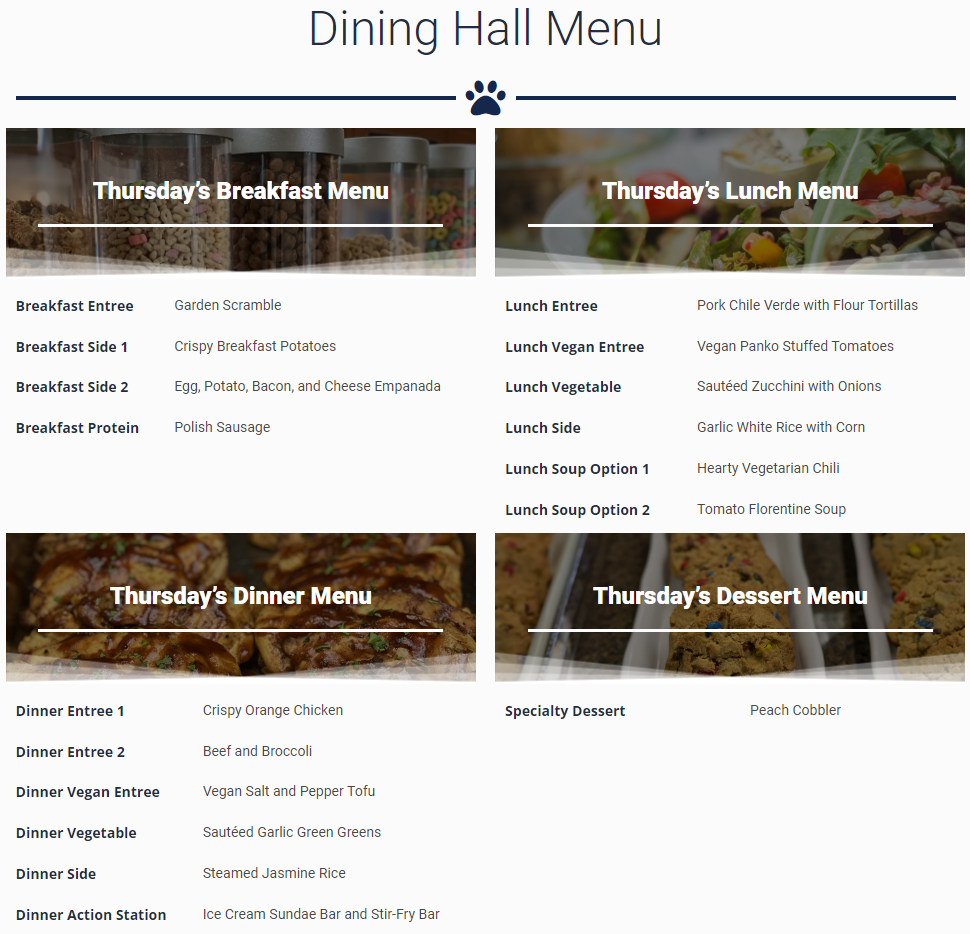 Dining Hall Menu
Thursday’s Breakfast Menu
Breakfast Entree Garden Scramble
Breakfast Side 1 Crispy Breakfast Potatoes
Breakfast Side 2 Egg, Potato, Bacon, and Cheese Empanada
Breakfast Protein Polish Sausage
Thursday’s Lunch Menu
Lunch Entree Pork Chile Verde with Flour Tortillas
Lunch Vegan Entree Vegan Panko Stuffed Tomatoes
Lunch Vegetable Sautéed Zucchini with Onions
Lunch Side Garlic White Rice with Corn
Lunch Soup Option 1 Hearty Vegetarian Chili
Lunch Soup Option 2 Tomato Florentine Soup
Thursday’s Dinner Menu
Dinner Entree 1 Crispy Orange Chicken
Dinner Entree 2 Beef and Broccoli
Dinner Vegan Entree Vegan Salt and Pepper Tofu
Dinner Vegetable Sautéed Garlic Green Greens
Dinner Side Steamed Jasmine Rice
Dinner Action Station Ice Cream Sundae Bar and Stir-Fry Bar
Thursday’s Dessert Menu
Specialty Dessert Peach Cobbler